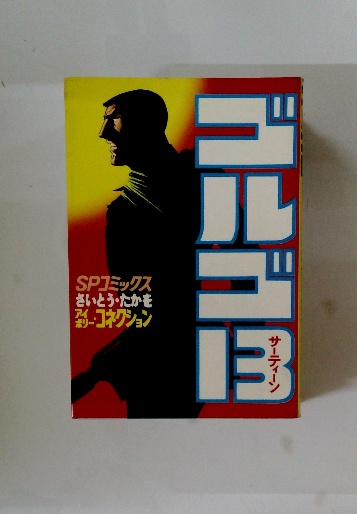 ゴルゴ13
サーティーン
SPコミックス
さいとう・たかを
アイボリー・コネクション